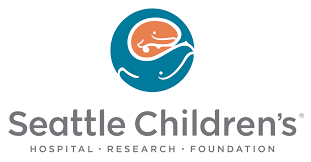 Seattle Children's®
HOSPITAL • RESEARCH • FOUNDATION